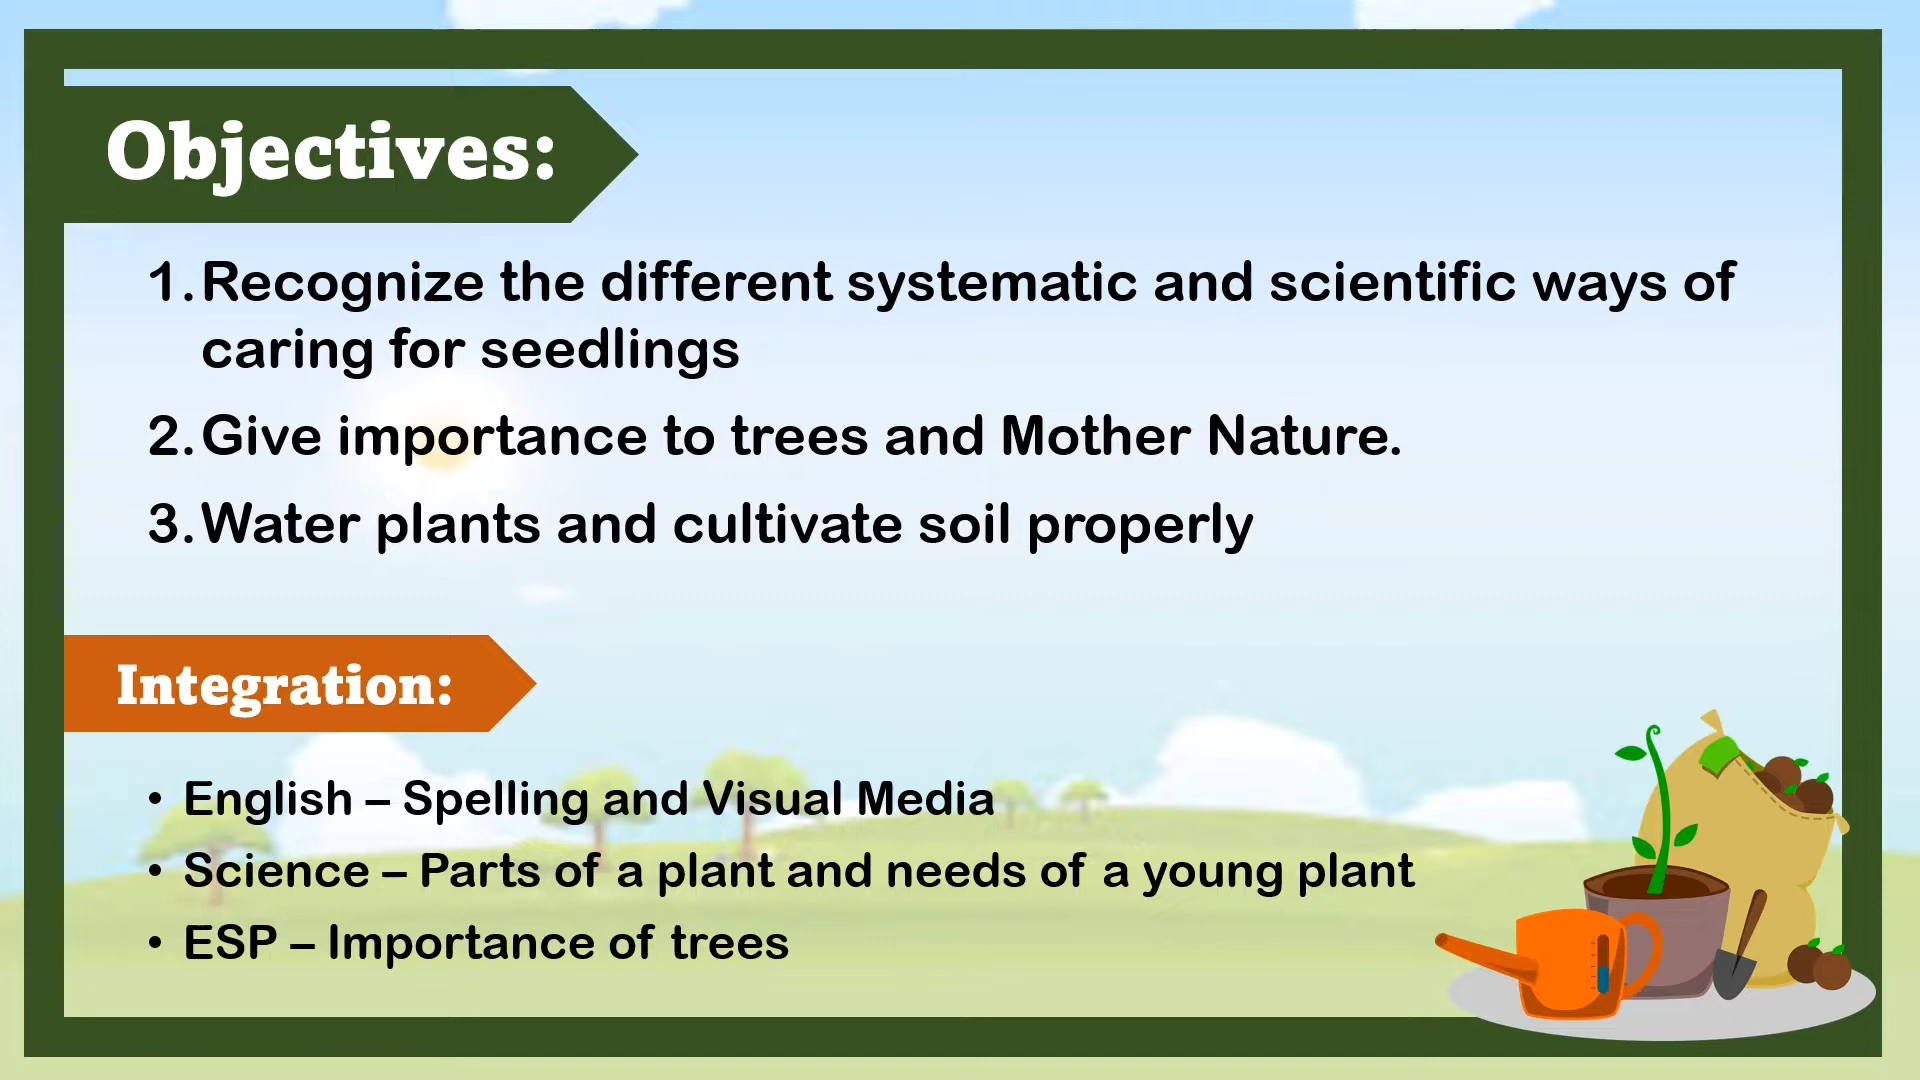 Objectives:
1. Recognize the different systematic and scientific ways of
caring for seedlings
2. Give importance to trees and Mother Nature.
3. Water plants and cultivate soil properly
Integration:
• English – Spelling and Visual Media
• Science – Parts of a plant and needs of a young plant
• ESP – Importance of trees